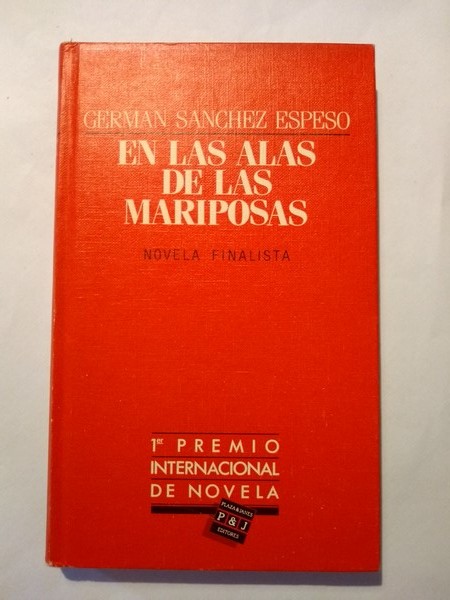 GERMAN SANCHEZ ESPESO
EN LAS ALAS
DE LAS
MARIPOSAS
NOVELA FINALISTA
1er PREMIO
INTERNACIONAL
DE NOVELA
PLAZA & JANES
P & J
EDITORES